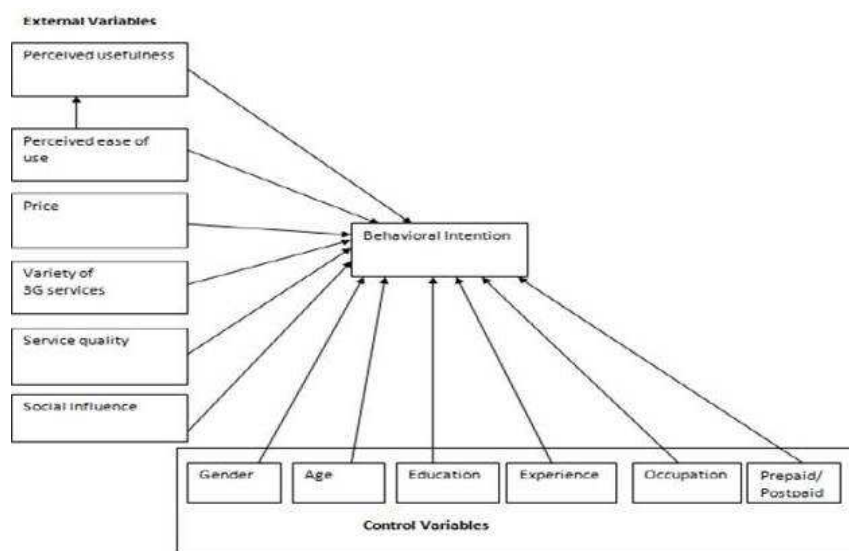 External Variables
Perceived usefulness
Perceived ease of
use
Price
Variety of
3G services
Service quality
Social Influence
Behavioral Intention
Gender
Age
Education
Experience
Occupation
Prepaid/
Postpaid
Control Variables